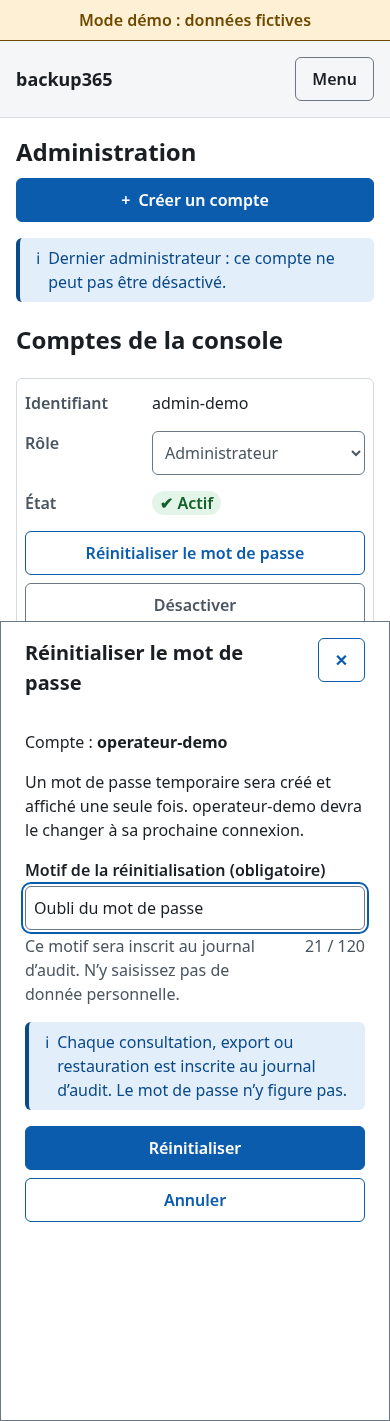 Mode démo : données fictives
backup365
Menu
Administration
+ Créer un compte
i Dernier administrateur : ce compte ne
peut pas être désactivé.
Comptes de la console
Identifiant admin-demo
Rôle Administrateur
État ✔ Actif
Réinitialiser le mot de passe
Désactiver
Réinitialiser le mot de
passe
✕
Compte : operateur-demo
Un mot de passe temporaire sera créé et
affiché une seule fois. operateur-demo devra
le changer à sa prochaine connexion.
Motif de la réinitialisation (obligatoire)
Oubli du mot de passe
Ce motif sera inscrit au journal 21 / 120
d’audit. N’y saisissez pas de
donnée personnelle.
i Chaque consultation, export ou
restauration est inscrite au journal
d’audit. Le mot de passe n’y figure pas.
Réinitialiser
Annuler